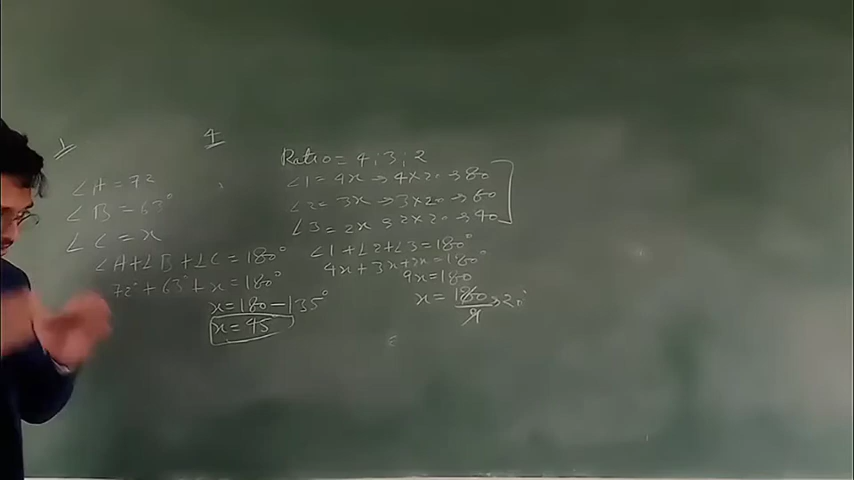 1
∠A = 72
∠B = 63°
∠C = x
∠A+∠B+∠C = 180°
72°+63°+x = 180°
x = 180 - 135°
x = 45
4
Ratio = 4:3:2
∠1 = 4x → 4×20 → 80
∠2 = 3x → 3×20 → 60
∠3 = 2x → 2×20 → 40
∠1+∠2+∠3 = 180°
4x+3x+2x = 180°
9x = 180
x = 180/9 → 20°